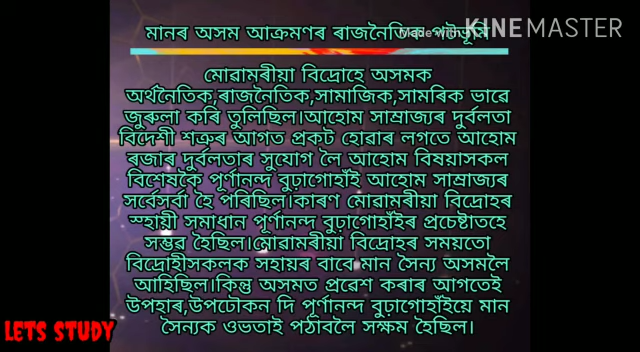 মানৰ অসম আক্ৰমণৰ ৰাজনৈতিক পটভূমি
Made with KINEMASTER
মোৱামৰীয়া বিদ্ৰোহে অসমক
অৰ্থনৈতিক,ৰাজনৈতিক,সামাজিক,সামৰিক ভাৱে
জুৰুলা কৰি তুলিছিল।আহোম সাম্ৰাজ্যৰ দুৰ্বলতা
বিদেশী শত্ৰুৰ আগত প্ৰকট হোৱাৰ লগতে আহোম
ৰজাৰ দুৰ্বলতাৰ সুযোগ লৈ আহোম বিষয়াসকল
বিশেষকৈ পূৰ্ণানন্দ বুঢ়াগোহাঁই আহোম সাম্ৰাজ্যৰ
সৰ্বেসৰ্বা হৈ পৰিছিল।কাৰণ মোৱামৰীয়া বিদ্ৰোহৰ
স্হায়ী সমাধান পূৰ্ণানন্দ বুঢ়াগোহাঁইৰ প্ৰচেষ্টাতহে
সম্ভৱ হৈছিল।মোৱামৰীয়া বিদ্ৰোহৰ সময়তো
বিদ্ৰোহীসকলক সহায়ৰ বাবে মান সৈন্য অসমলৈ
আহিছিল।কিন্তু অসমত প্ৰৱেশ কৰাৰ আগতেই
উপহাৰ,উপঢৌকন দি পূৰ্ণানন্দ বুঢ়াগোহাঁইয়ে মান
সৈন্যক ওভতাই পঠাবলৈ সক্ষম হৈছিল।
LETS STUDY